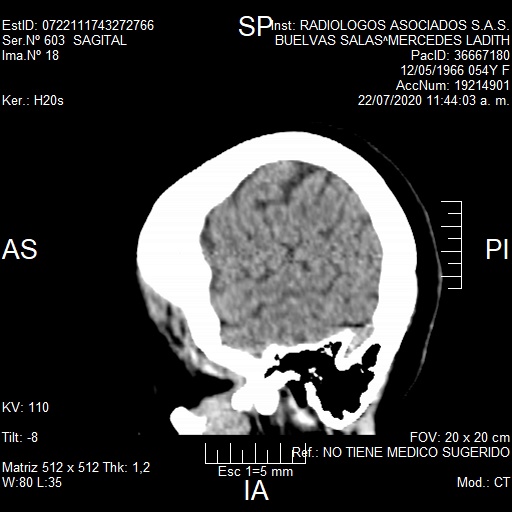 EstID: 0722111743272766
Ser.Nº 603 SAGITAL
Ima.Nº 18
Ker.: H20s
SP
Inst: RADIOLOGOS ASOCIADOS S.A.S.
BUELVAS SALAS^MERCEDES LADITH
PacID: 36667180
12/05/1966 054Y F
AccNum: 19214901
22/07/2020 11:44:03 a. m.
AS
PI
KV: 110
Tilt: -8
Matriz 512 x 512 Thk: 1,2
W:80 L:35
Esc 1=5 mm
IA
FOV: 20 x 20 cm
Ref.: NO TIENE MEDICO SUGERIDO
Mod.: CT